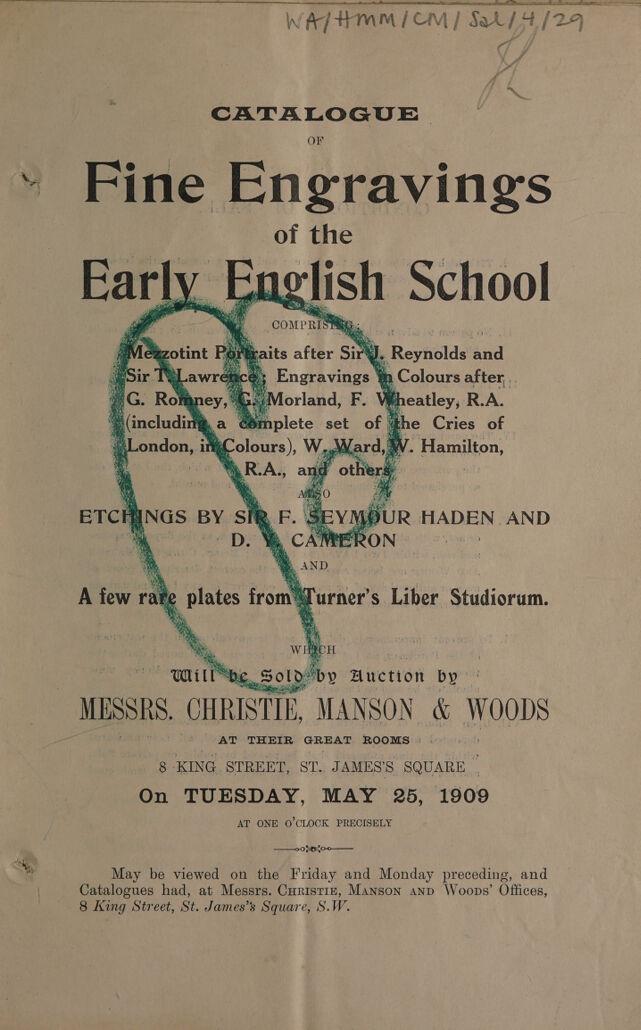 WA/HMM/CM/Sal/4/29
CATALOGUE
OF
Fine Engravings
of the
Early English School
COMPRISING:
Mezzotint Portraits after Sir J. Reynolds and
Sir T. Lawrence; Engravings in Colours after
G. Romney, G. Morland, F. Wheatley, R.A.
(including a complete set of the Cries of
London, in Colours), W. Ward, W. Hamilton,
R.A., and others
ALSO
ETCHINGS BY SIR F. SEYMOUR HADEN AND
D. Y. CAMERON
AND
A few rare plates from Turner's Liber Studiorum.
WHICH
Will be Sold by Auction by
MESSRS. CHRISTIE, MANSON & WOODS
AT THEIR GREAT ROOMS
8 KING STREET, ST. JAMES'S SQUARE
On TUESDAY, MAY 25, 1909
AT ONE O'CLOCK PRECISELY
May be viewed on the Friday and Monday preceding, and
Catalogues had, at Messrs. CHRISTIE, MANSON AND WOODS' Offices,
8 King Street, St. James's Square, S.W.